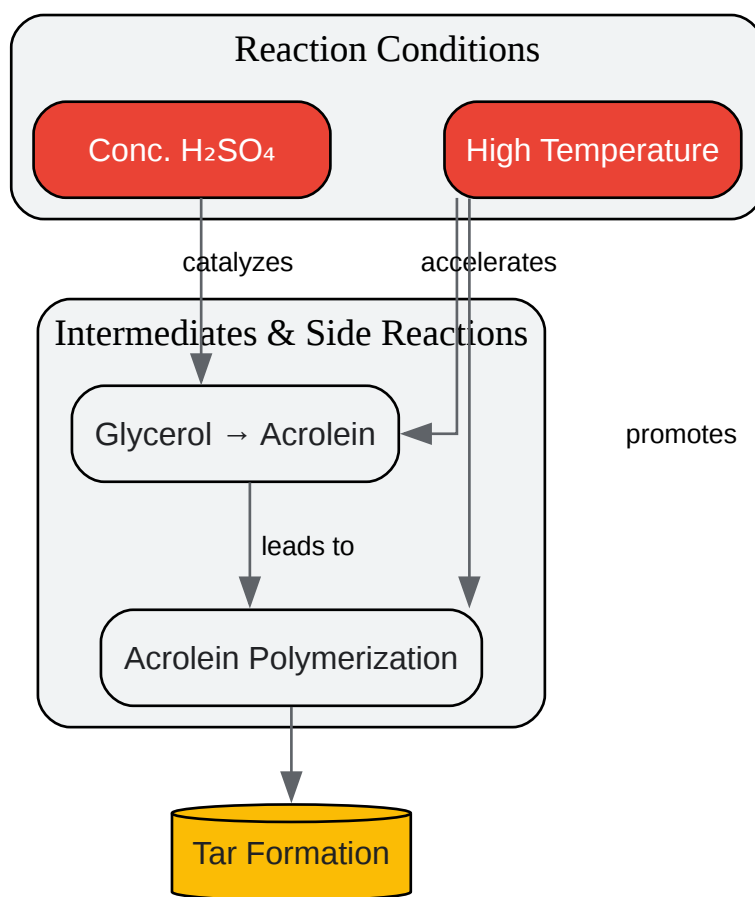 Reaction Conditions
Conc. H₂SO₄
High Temperature
catalyzes
accelerates
Intermediates & Side Reactions
Glycerol → Acrolein
promotes
leads to
Acrolein Polymerization
Tar Formation